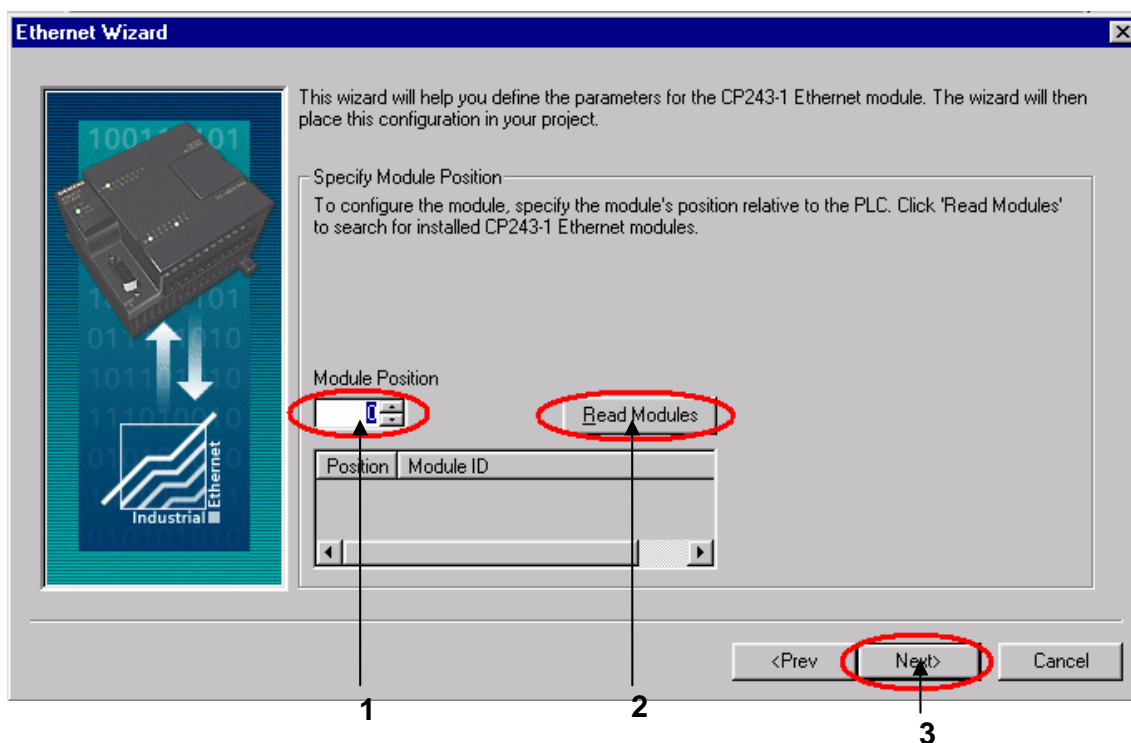 Ethernet Wizard
This wizard will help you define the parameters for the CP243-1 Ethernet module. The wizard will then
place this configuration in your project.
Specify Module Position
To configure the module, specify the module's position relative to the PLC. Click 'Read Modules'
to search for installed CP243-1 Ethernet modules.
Module Position
0
Read Modules
Position Module ID
Industrial
Ethernet
<Prev
Next>
Cancel
1
2
3